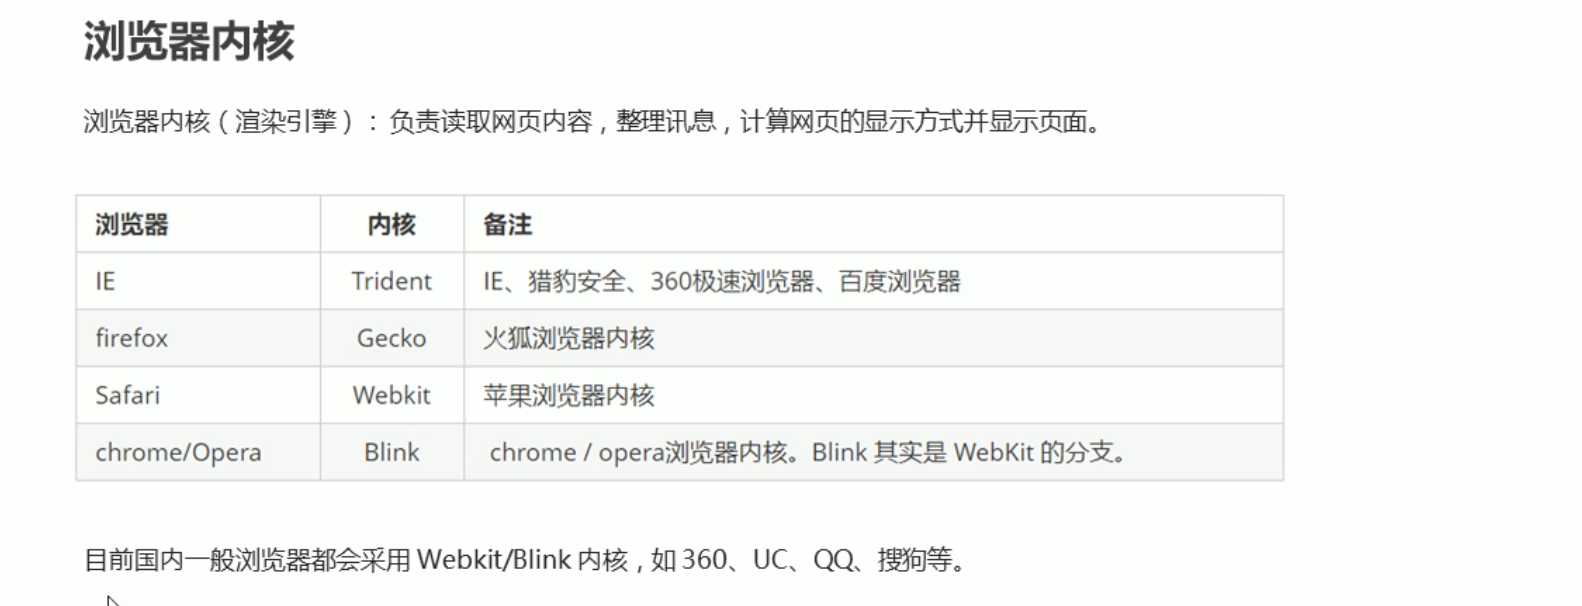 浏览器内核
浏览器内核（渲染引擎）：负责读取网页内容，整理讯息，计算网页的显示方式并显示页面。
浏览器 内核 备注
IE Trident IE、猎豹安全、360极速浏览器、百度浏览器
firefox Gecko 火狐浏览器内核
Safari Webkit 苹果浏览器内核
chrome/Opera Blink chrome / opera浏览器内核。Blink 其实是 WebKit 的分支。
目前国内一般浏览器都会采用 Webkit/Blink 内核，如 360、UC、QQ、搜狗等。